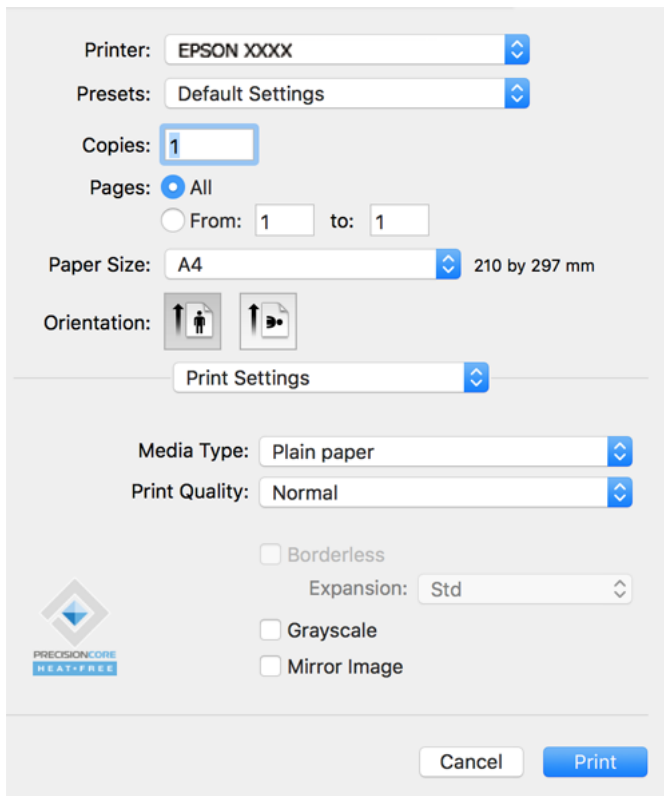 Printer: EPSON XXXX
Presets: Default Settings
Copies: 1
Pages: All
From: 1 to: 1
Paper Size: A4 210 by 297 mm
Orientation:
Print Settings
Media Type: Plain paper
Print Quality: Normal
Borderless
Expansion: Std
Grayscale
Mirror Image
PRECISIONCORE
HEAT•FREE
Cancel Print